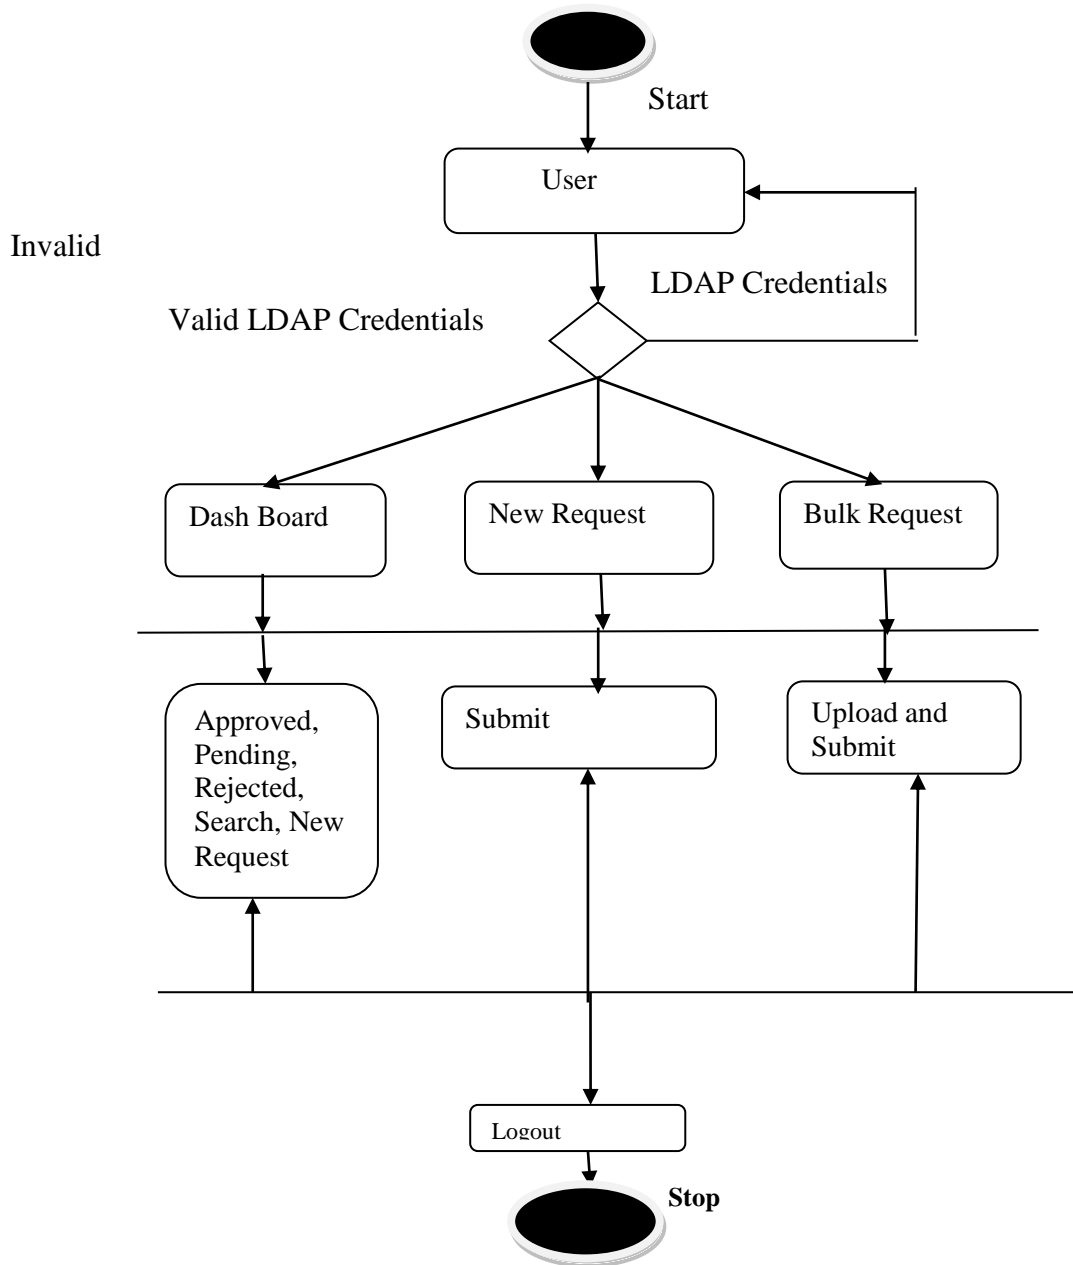 Start
User
Invalid
LDAP Credentials
Valid LDAP Credentials
Dash Board
New Request
Bulk Request
Approved,
Pending,
Rejected,
Search, New
Request
Submit
Upload and
Submit
Logout
Stop